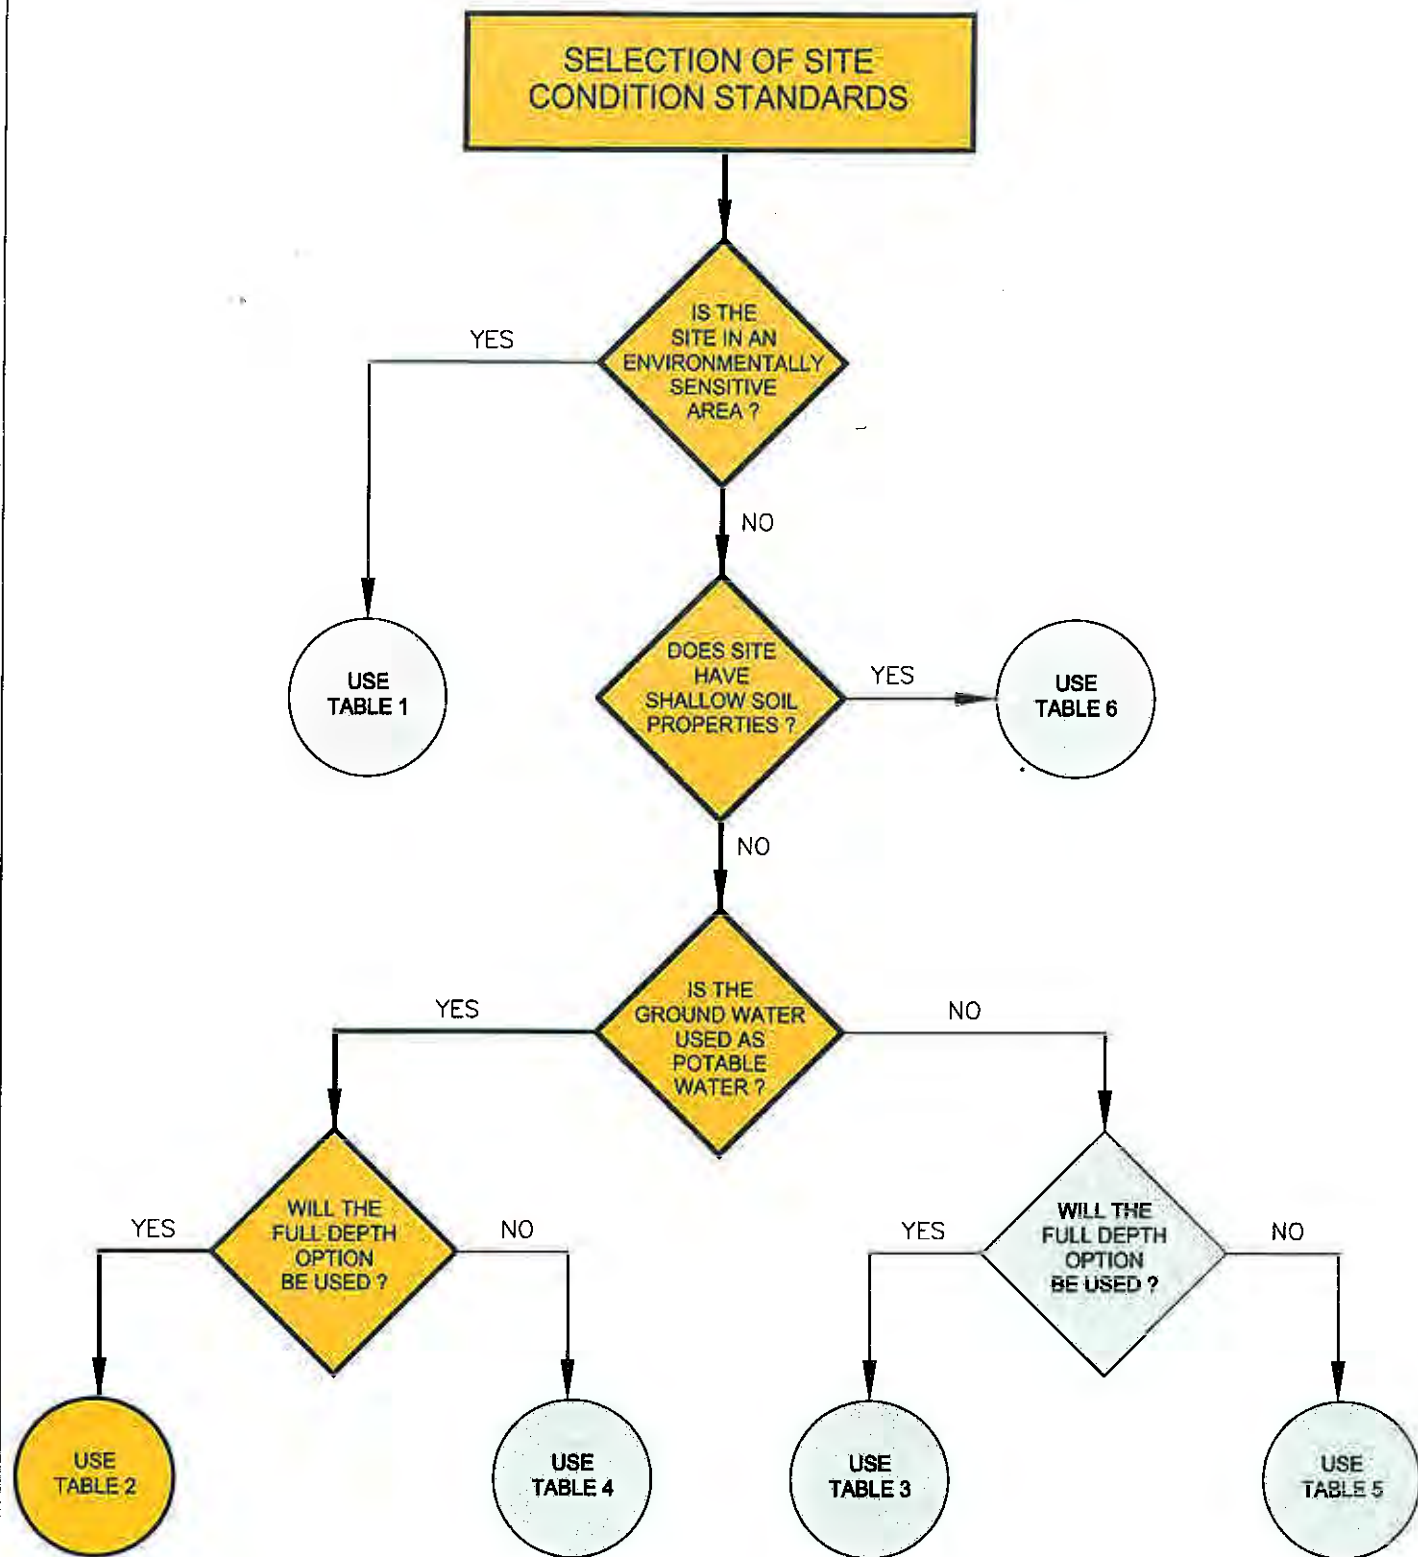 SELECTION OF SITE
CONDITION STANDARDS
IS THE
SITE IN AN
ENVIRONMENTALLY
SENSITIVE
AREA ?
YES
NO
USE
TABLE 1
DOES SITE
HAVE
SHALLOW SOIL
PROPERTIES ?
YES
USE
TABLE 6
NO
IS THE
GROUND WATER
USED AS
POTABLE
WATER ?
YES
NO
WILL THE
FULL DEPTH
OPTION
BE USED ?
YES
NO
WILL THE
FULL DEPTH
OPTION
BE USED ?
YES
NO
USE
TABLE 2
USE
TABLE 4
USE
TABLE 3
USE
TABLE 5